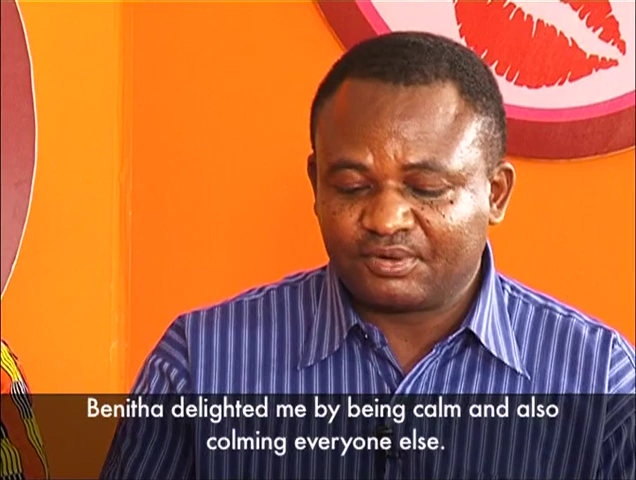 Benitha delighted me by being calm and also
colming everyone else.